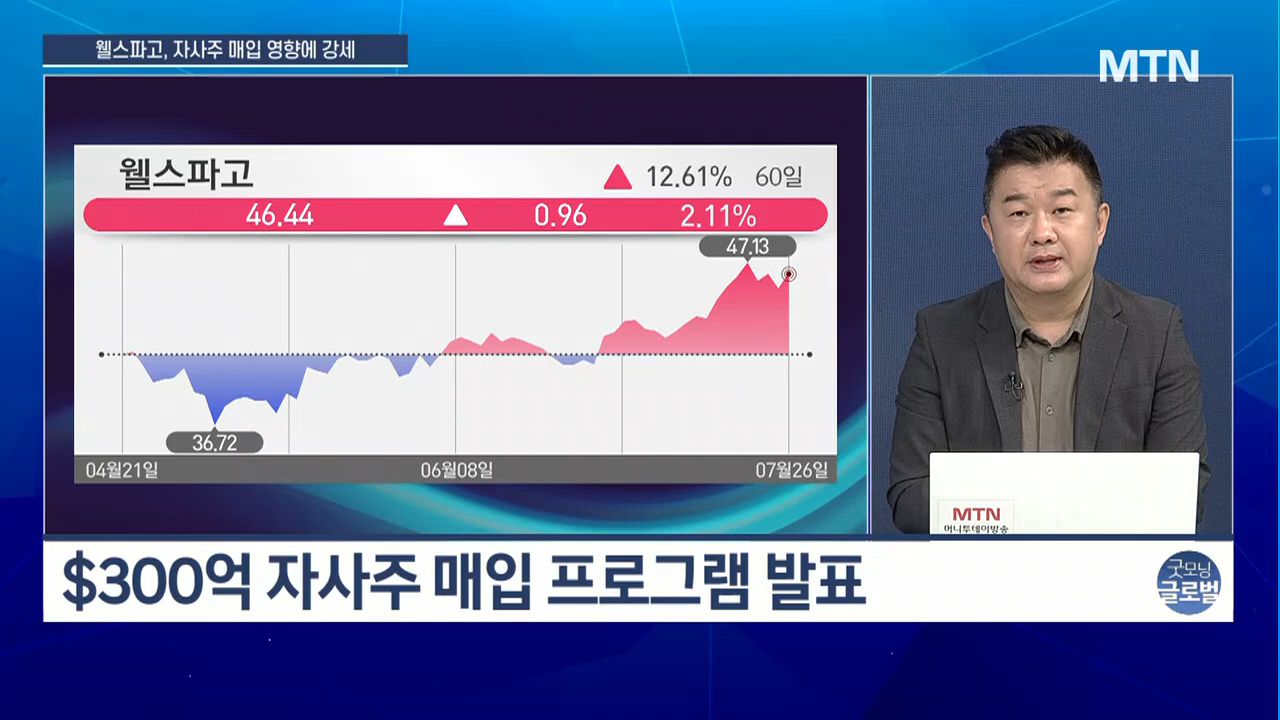 웰스파고, 자사주 매입 영향에 강세
MTN
웰스파고
▲ 12.61% 60일
46.44 ▲ 0.96 2.11%
47.13
36.72
04월21일 06월08일 07월26일
MTN
머니투데이방송
$300억 자사주 매입 프로그램 발표
굿모닝
글로벌